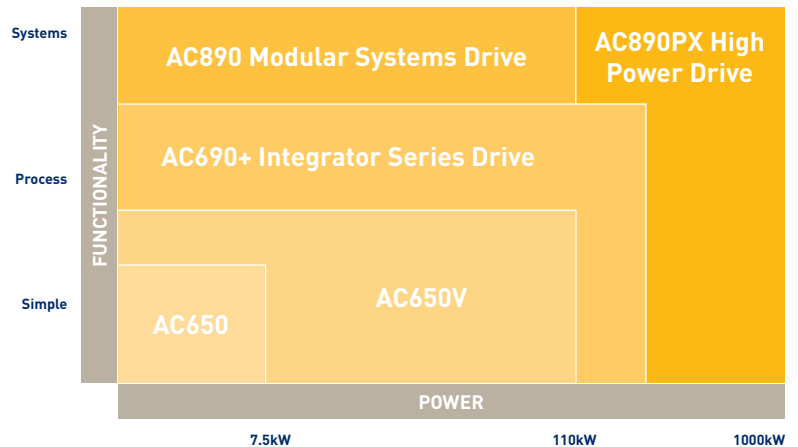 Systems
AC890 Modular Systems Drive
AC890PX High
Power Drive
FUNCTIONALITY
Process
AC690+ Integrator Series Drive
Simple
AC650
AC650V
POWER
7.5kW
110kW
1000kW